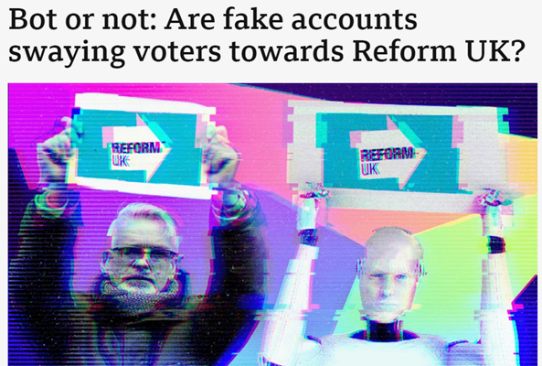 Bot or not: Are fake accounts
swaying voters towards Reform UK?
REFORM
UK
REFORM
UK